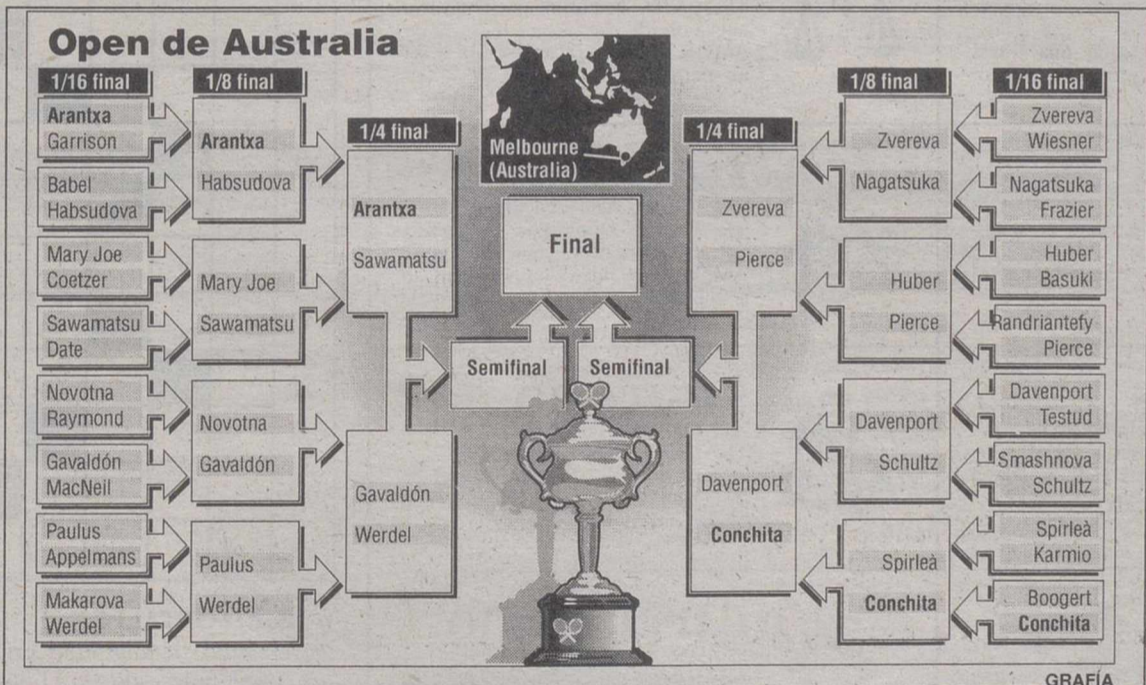 Open de Australia
1/16 final
1/8 final
1/4 final
Arantxa
Garrison
Babel
Habsudova
Mary Joe
Coetzer
Sawamatsu
Date
Novotna
Raymond
Gavaldón
MacNeil
Paulus
Appelmans
Makarova
Werdel
Arantxa
Habsudova
Mary Joe
Sawamatsu
Novotna
Gavaldón
Paulus
Werdel
Arantxa
Sawamatsu
Gavaldón
Werdel
Melbourne
(Australia)
Final
Semifinal
Semifinal
1/4 final
1/8 final
1/16 final
Zvereva
Pierce
Davenport
Conchita
Zvereva
Nagatsuka
Huber
Pierce
Davenport
Schultz
Spirleà
Conchita
Zvereva
Wiesner
Nagatsuka
Frazier
Huber
Basuki
Randriantefy
Pierce
Davenport
Testud
Smashnova
Schultz
Spirleà
Karmio
Boogert
Conchita
GRAFÍA